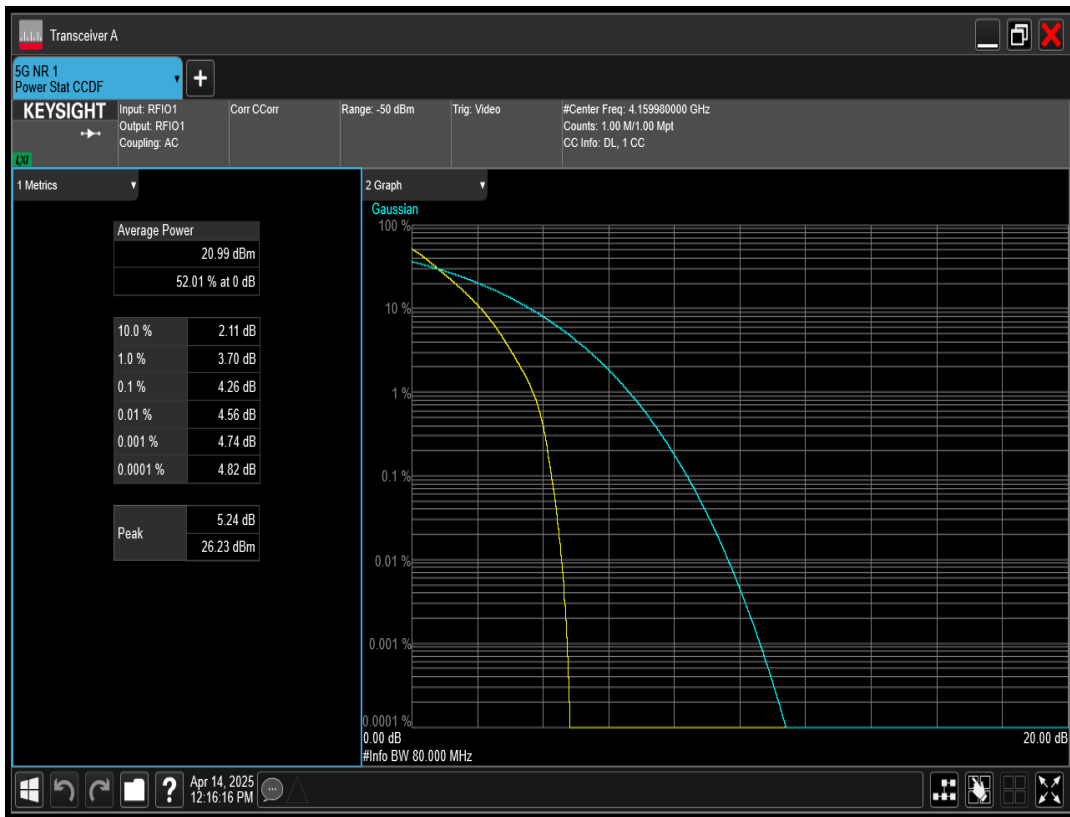 Transceiver A
5G NR 1
Power Stat CCDF
+
KEYSIGHT
LXI
Input: RFIO1
Output: RFIO1
Coupling: AC
Corr CCorr
Range: -50 dBm
Trig: Video
#Center Freq: 4.159980000 GHz
Counts: 1.00 M/1.00 Mpt
CC Info: DL, 1 CC
1 Metrics
Average Power
20.99 dBm
52.01 % at 0 dB
10.0 % 2.11 dB
1.0 % 3.70 dB
0.1 % 4.26 dB
0.01 % 4.56 dB
0.001 % 4.74 dB
0.0001 % 4.82 dB
Peak 5.24 dB
26.23 dBm
2 Graph
Gaussian
100 %
10 %
1 %
0.1 %
0.01 %
0.001 %
0.0001 %
0.00 dB 20.00 dB
#Info BW 80.000 MHz
?
Apr 14, 2025
12:16:16 PM